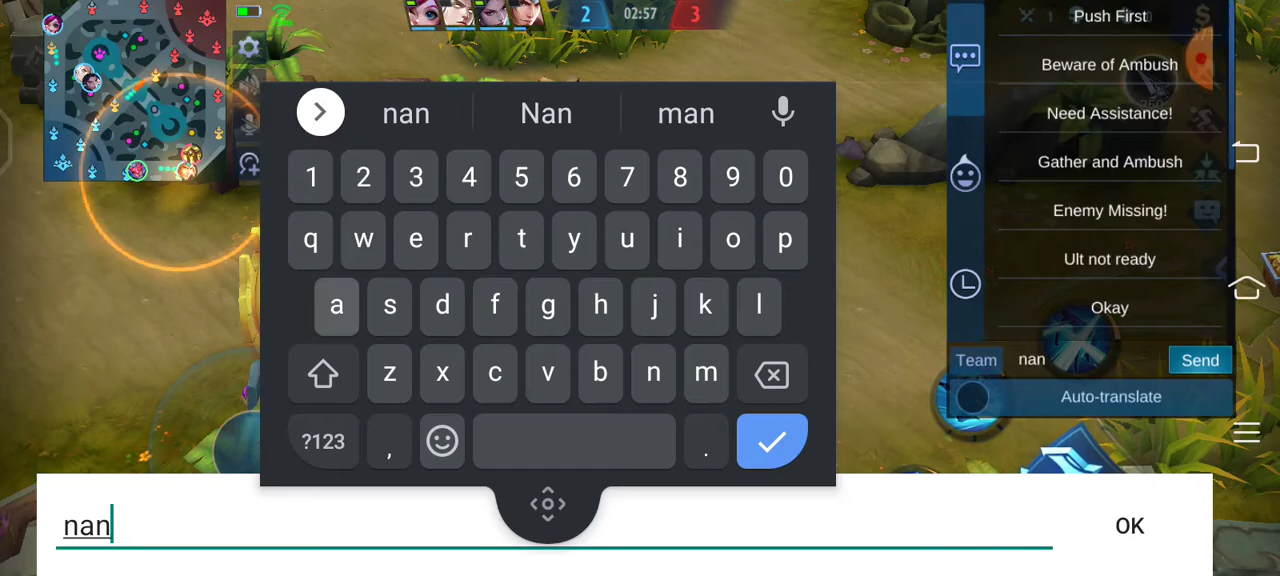 2 02:57 3
nan Nan man
1 2 3 4 5 6 7 8 9 0
q w e r t y u i o p
a s d f g h j k l
z x c v b n m
?123 , .
nan
OK
Push First
Beware of Ambush
Need Assistance!
Gather and Ambush
Enemy Missing!
Ult not ready
Okay
Team nan Send
Auto-translate